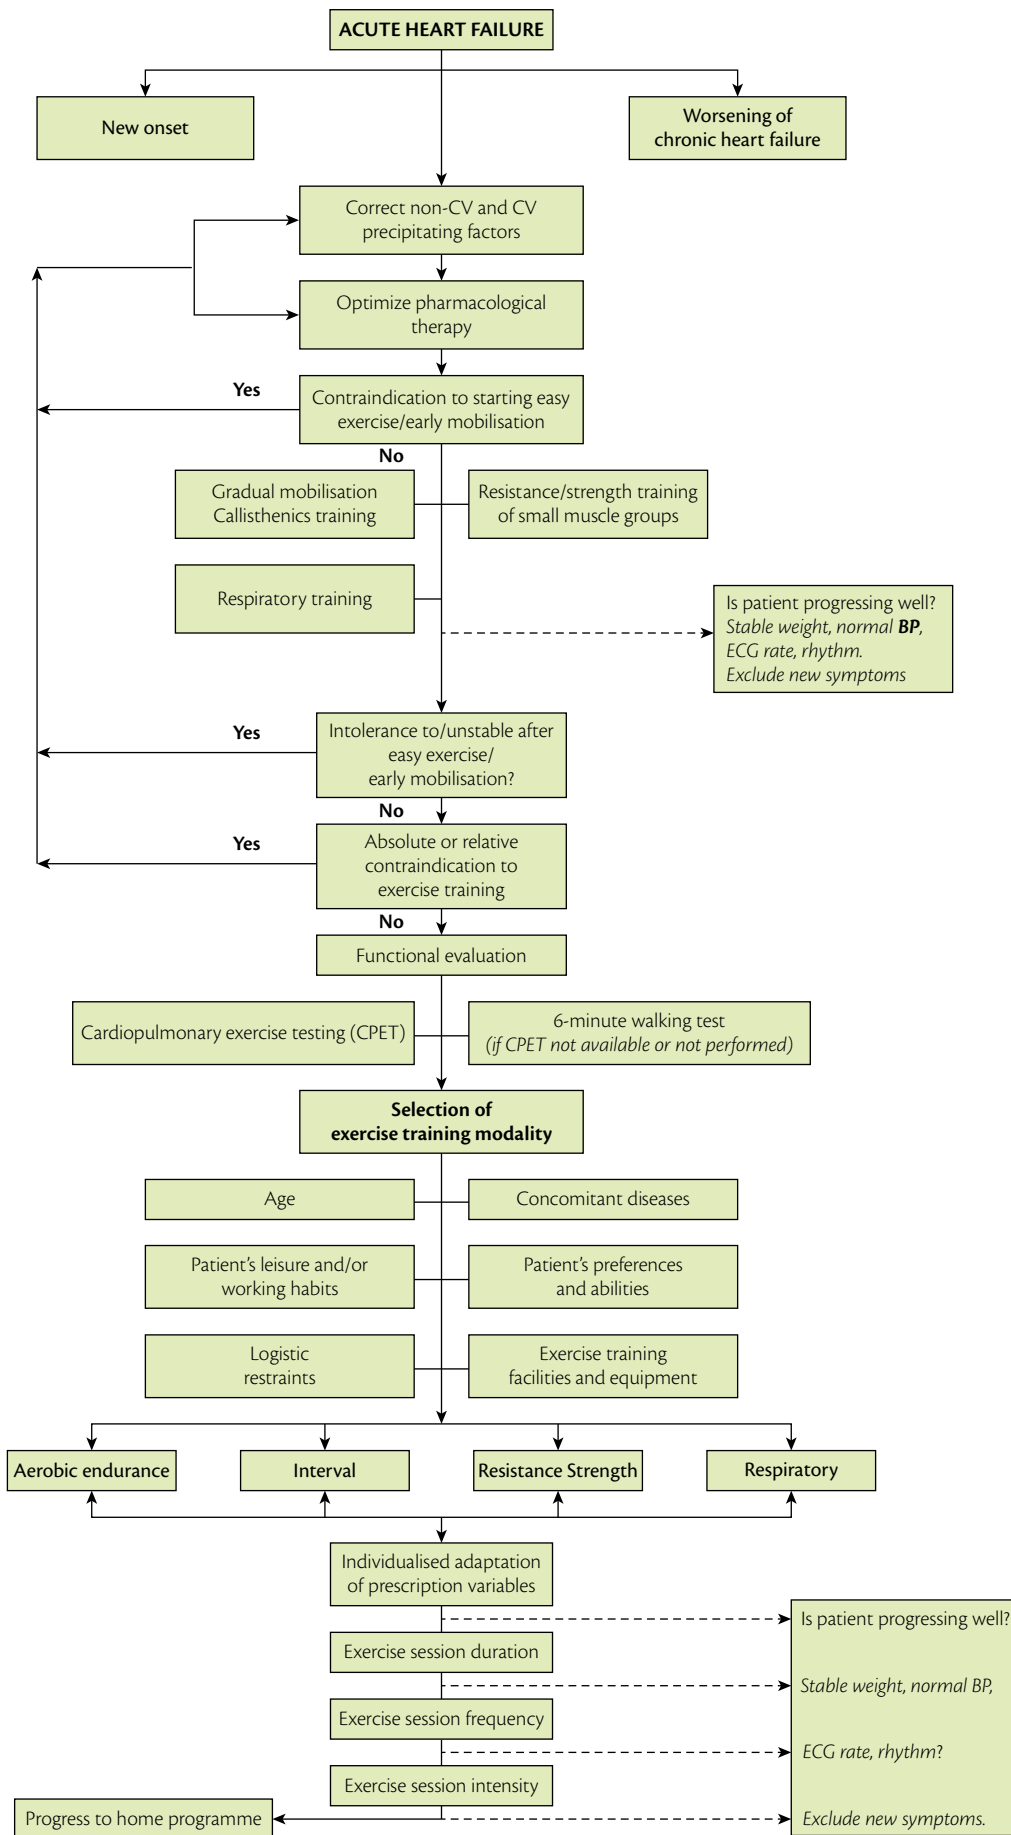 ACUTE HEART FAILURE
New onset
Worsening of
chronic heart failure
Correct non-CV and CV
precipitating factors
Optimize pharmacological
therapy
Yes
Contraindication to starting easy
exercise/early mobilisation
No
Gradual mobilisation
Callisthenics training
Resistance/strength training
of small muscle groups
Respiratory training
Is patient progressing well?
Stable weight, normal BP,
ECG rate, rhythm.
Exclude new symptoms
Yes
Intolerance to/unstable after
easy exercise/
early mobilisation?
No
Yes
Absolute or relative
contraindication to
exercise training
No
Functional evaluation
Cardiopulmonary exercise testing (CPET)
6-minute walking test
(if CPET not available or not performed)
Selection of
exercise training modality
Age
Concomitant diseases
Patient's leisure and/or
working habits
Patient's preferences
and abilities
Logistic
restraints
Exercise training
facilities and equipment
Aerobic endurance
Interval
Resistance Strength
Respiratory
Individualised adaptation
of prescription variables
Is patient progressing well?
Exercise session duration
Stable weight, normal BP,
Exercise session frequency
ECG rate, rhythm?
Exercise session intensity
Progress to home programme
Exclude new symptoms.